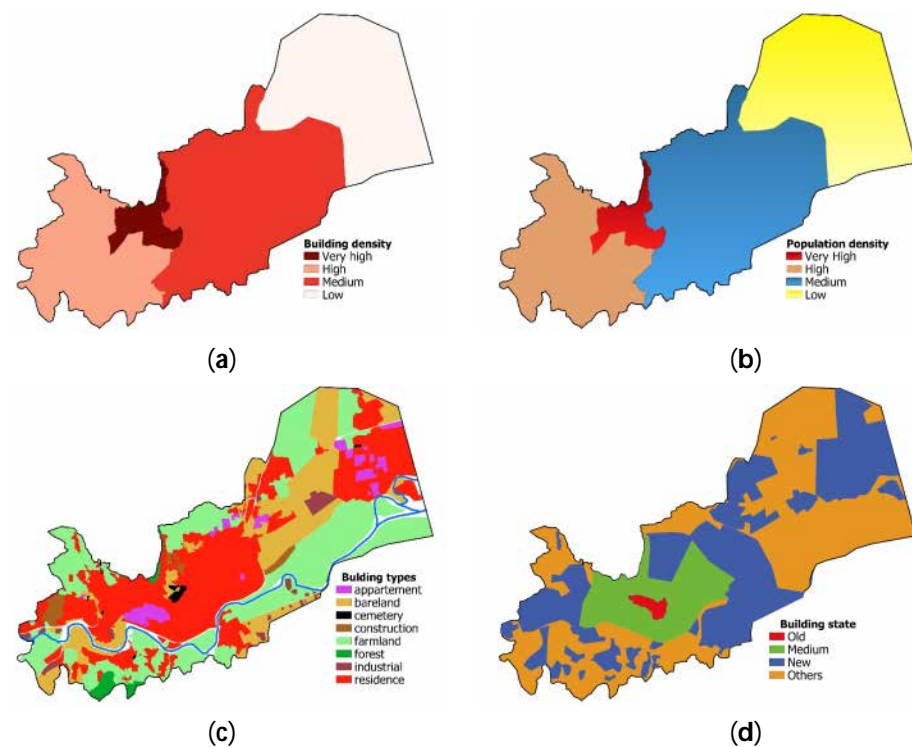 Building density
Very high
High
Medium
Low
(a)
Population density
Very High
High
Medium
Low
(b)
Bulding types
appartement
bareland
cemetery
construction
farmland
forest
industrial
residence
(c)
Building state
Old
Medium
New
Others
(d)